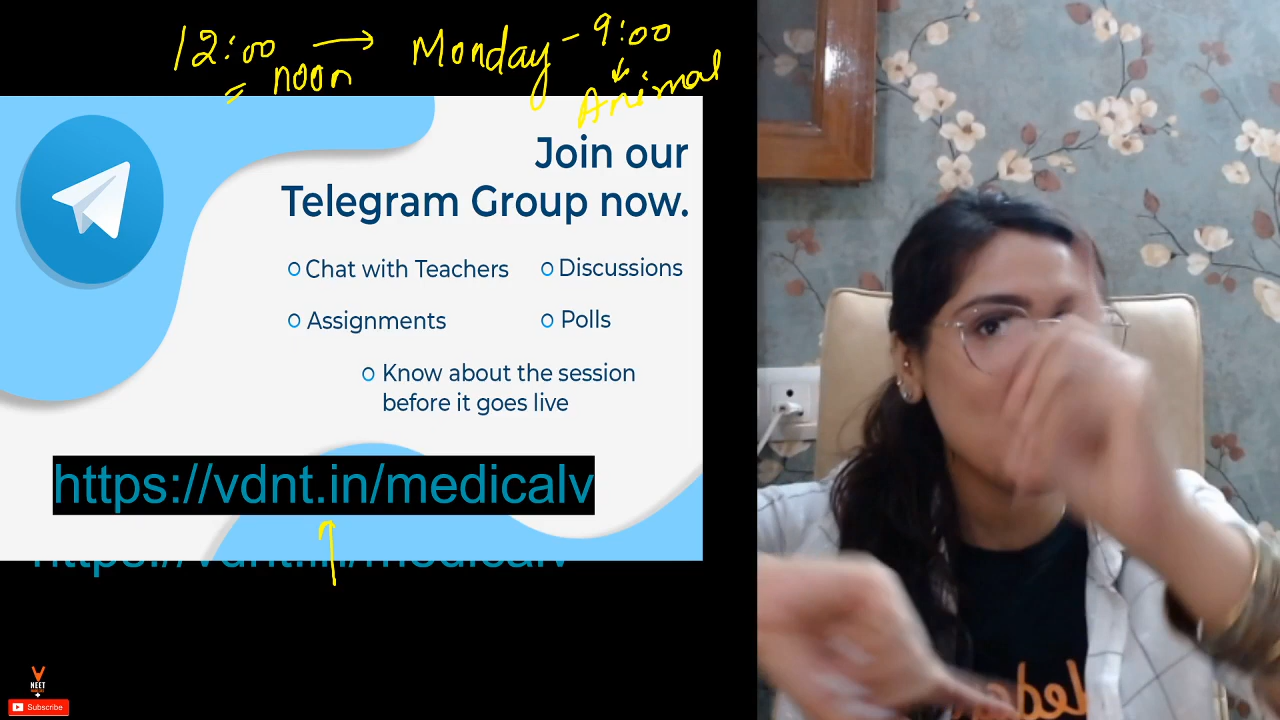 12:00 → Monday - 9:00
= noon ↓
Animal
Join our
Telegram Group now.
Chat with Teachers
Discussions
Assignments
Polls
Know about the session
before it goes live
https://vdnt.in/medicalv
https://vdnt.in/medicalv
NEET
Subscribe